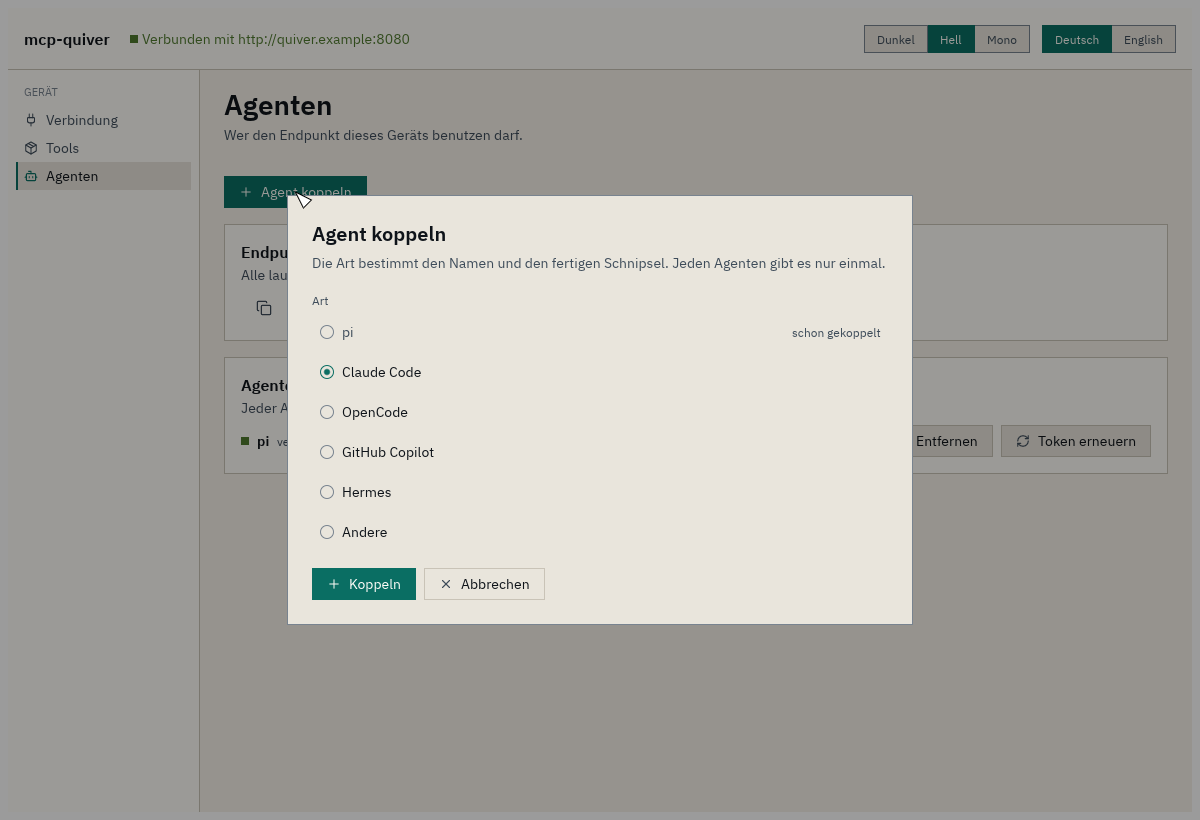 mcp-quiver
Verbunden mit http://quiver.example:8080
Dunkel Hell Mono
Deutsch English
GERÄT
Verbindung
Tools
Agenten
Agenten
Wer den Endpunkt dieses Geräts benutzen darf.
Agent koppeln
Agent koppeln
Die Art bestimmt den Namen und den fertigen Schnipsel. Jeden Agenten gibt es nur einmal.
Art
pi schon gekoppelt
Claude Code
OpenCode
GitHub Copilot
Hermes
Andere
Koppeln Abbrechen
Alle
Jeder
pi
Entfernen Token erneuern